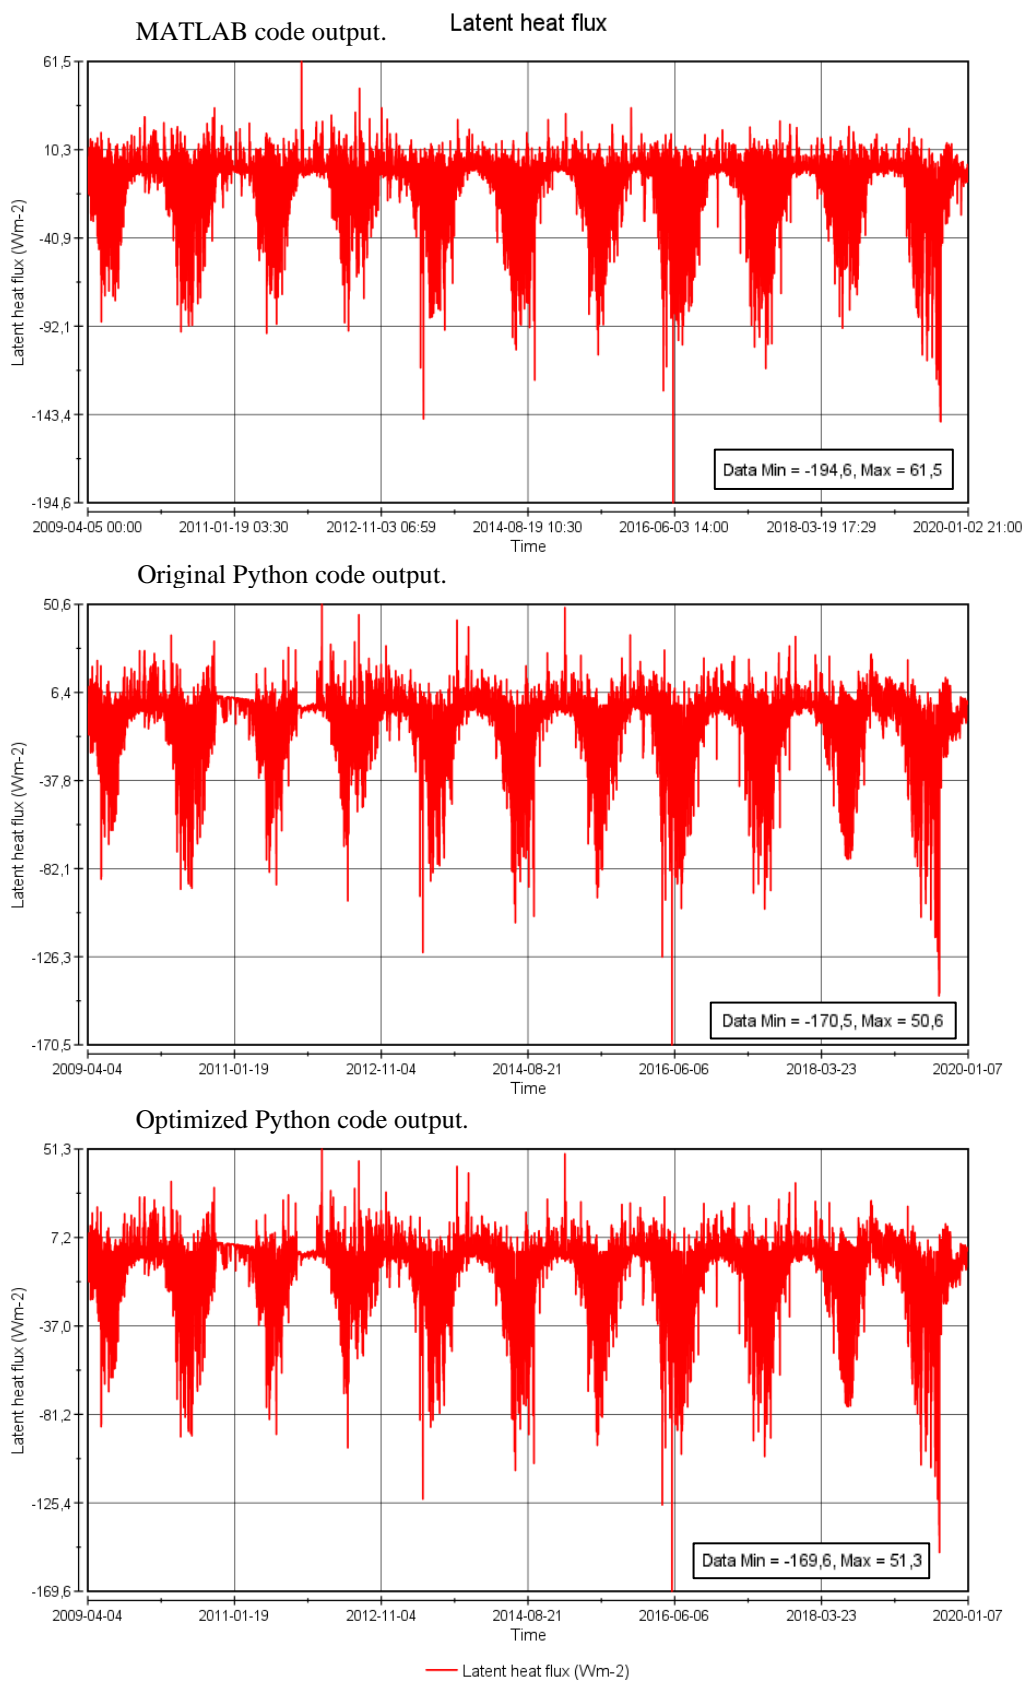 MATLAB code output.
Latent heat flux
61,5
10,3
-40,9
-92,1
-143,4
-194,6
Latent heat flux (Wm-2)
Data Min = -194,6, Max = 61,5
2009-04-05 00:00 2011-01-19 03:30 2012-11-03 06:59 2014-08-19 10:30 2016-06-03 14:00 2018-03-19 17:29 2020-01-02 21:00
Time
Original Python code output.
50,6
6,4
-37,8
-82,1
-126,3
-170,5
Latent heat flux (Wm-2)
Data Min = -170,5, Max = 50,6
2009-04-04 2011-01-19 2012-11-04 2014-08-21 2016-06-06 2018-03-23 2020-01-07
Time
Optimized Python code output.
51,3
7,2
-37,0
-81,2
-125,4
-169,6
Latent heat flux (Wm-2)
Data Min = -169,6, Max = 51,3
2009-04-04 2011-01-19 2012-11-04 2014-08-21 2016-06-06 2018-03-23 2020-01-07
Time
Latent heat flux (Wm-2)